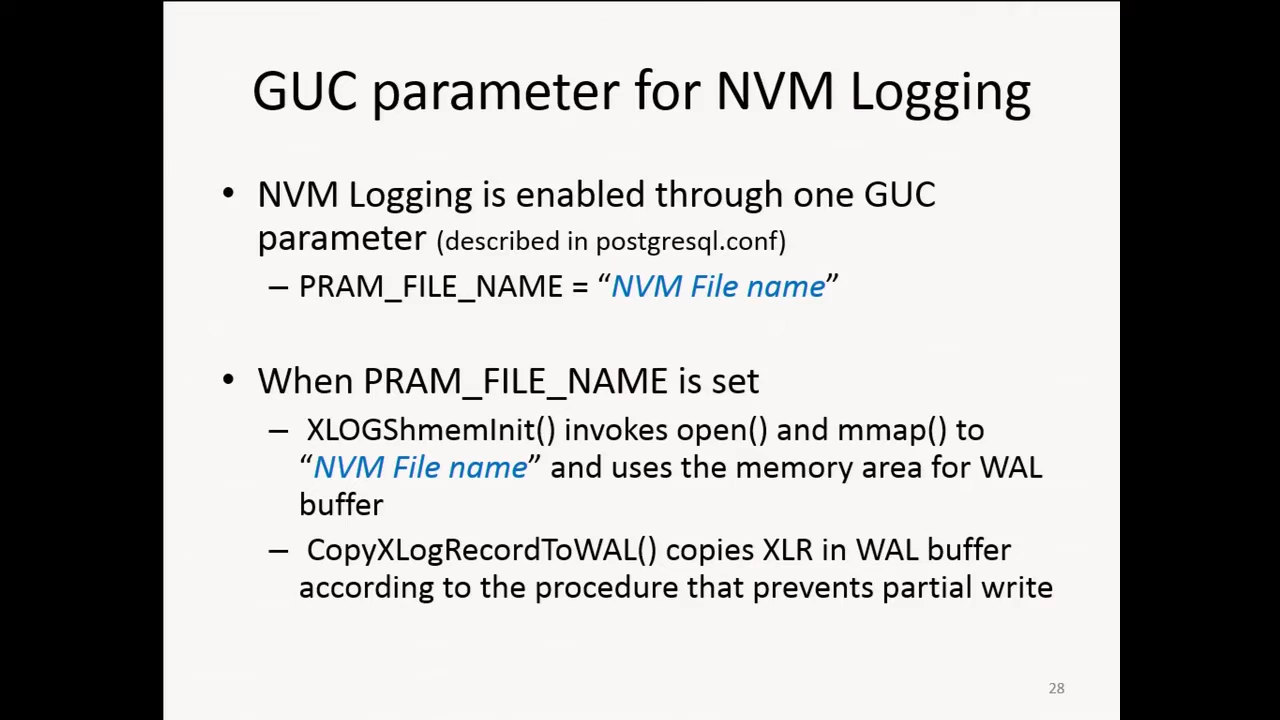 GUC parameter for NVM Logging
• NVM Logging is enabled through one GUC
parameter (described in postgresql.conf)
– PRAM_FILE_NAME = “NVM File name”
• When PRAM_FILE_NAME is set
– XLOGShmemInit() invokes open() and mmap() to
“NVM File name” and uses the memory area for WAL
buffer
– CopyXLogRecordToWAL() copies XLR in WAL buffer
according to the procedure that prevents partial write
28